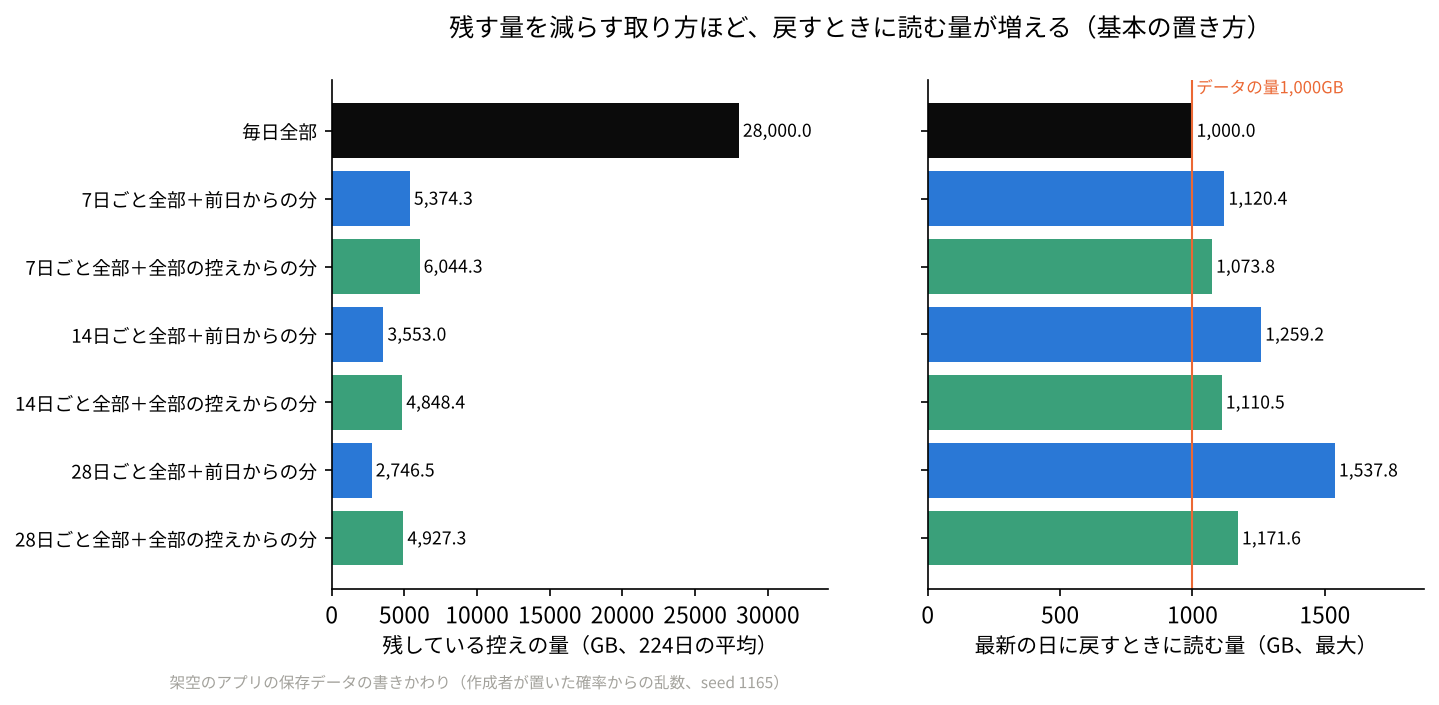 残す量を減らす取り方ほど、戻すときに読む量が増える（基本の置き方）
データの量1,000GB
毎日全部
28,000.0
1,000.0
7日ごと全部＋前日からの分
5,374.3
1,120.4
7日ごと全部＋全部の控えからの分
6,044.3
1,073.8
14日ごと全部＋前日からの分
3,553.0
1,259.2
14日ごと全部＋全部の控えからの分
4,848.4
1,110.5
28日ごと全部＋前日からの分
2,746.5
1,537.8
28日ごと全部＋全部の控えからの分
4,927.3
1,171.6
0 5000 10000 15000 20000 25000 30000
0 500 1000 1500
残している控えの量（GB、224日の平均）
最新の日に戻すときに読む量（GB、最大）
架空のアプリの保存データの書きかわり（作成者が置いた確率からの乱数、seed 1165）